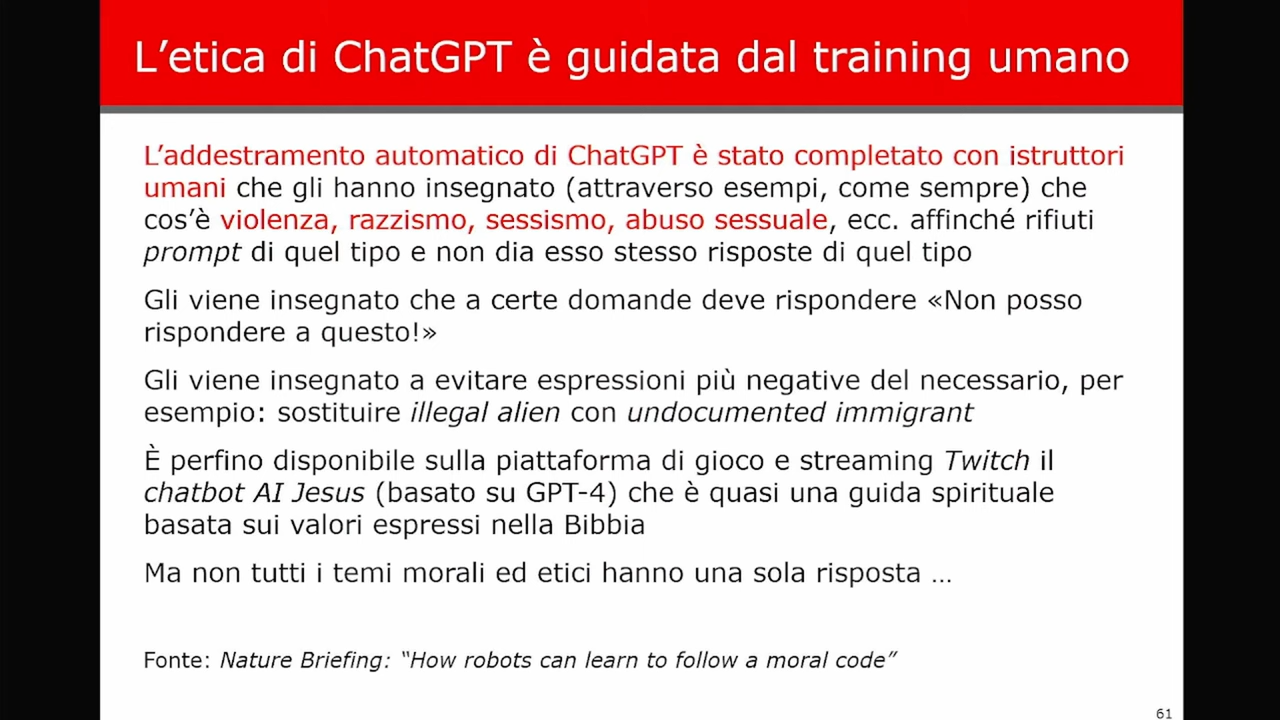 L’etica di ChatGPT è guidata dal training umano
L’addestramento automatico di ChatGPT è stato completato con istruttori
umani che gli hanno insegnato (attraverso esempi, come sempre) che
cos’è violenza, razzismo, sessismo, abuso sessuale, ecc. affinché rifiuti
prompt di quel tipo e non dia esso stesso risposte di quel tipo
Gli viene insegnato che a certe domande deve rispondere «Non posso
rispondere a questo!»
Gli viene insegnato a evitare espressioni più negative del necessario, per
esempio: sostituire illegal alien con undocumented immigrant
È perfino disponibile sulla piattaforma di gioco e streaming Twitch il
chatbot AI Jesus (basato su GPT-4) che è quasi una guida spirituale
basata sui valori espressi nella Bibbia
Ma non tutti i temi morali ed etici hanno una sola risposta …
Fonte: Nature Briefing: “How robots can learn to follow a moral code”
61